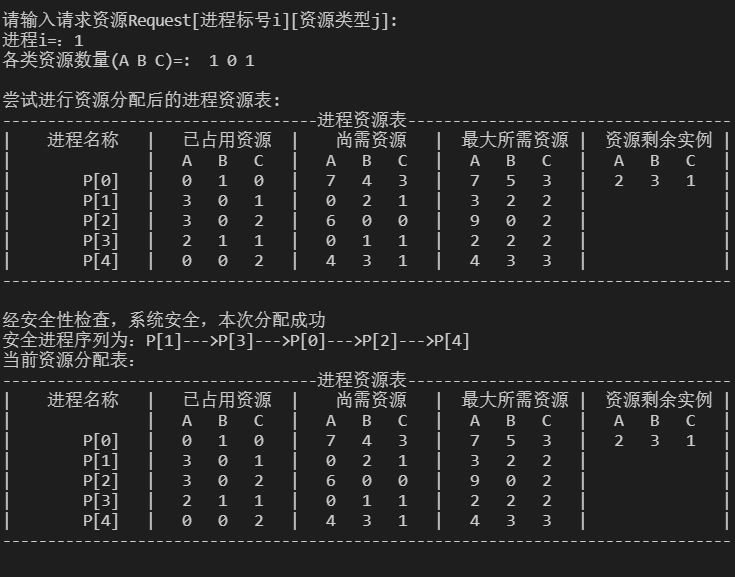 请输入请求资源Request[进程标号i][资源类型j]:
进程i=：1
各类资源数量(A B C)=:  1 0 1
尝试进行资源分配后的进程资源表:
-----------------------------------进程资源表-----------------------------------
|    进程名称   |   已占用资源  |    尚需资源   |  最大所需资源 |  资源剩余实例 |
|               |   A   B   C   |   A   B   C   |   A   B   C   |   A   B   C   |
|        P[0]   |   0   1   0   |   7   4   3   |   7   5   3   |   2   3   1   |
|        P[1]   |   3   0   1   |   0   2   1   |   3   2   2   |               |
|        P[2]   |   3   0   2   |   6   0   0   |   9   0   2   |               |
|        P[3]   |   2   1   1   |   0   1   1   |   2   2   2   |               |
|        P[4]   |   0   0   2   |   4   3   1   |   4   3   3   |               |
---------------------------------------------------------------------------------
经安全性检查，系统安全，本次分配成功
安全进程序列为：P[1]--->P[3]--->P[0]--->P[2]--->P[4]
当前资源分配表：
-----------------------------------进程资源表-----------------------------------
|    进程名称   |   已占用资源  |    尚需资源   |  最大所需资源 |  资源剩余实例 |
|               |   A   B   C   |   A   B   C   |   A   B   C   |   A   B   C   |
|        P[0]   |   0   1   0   |   7   4   3   |   7   5   3   |   2   3   1   |
|        P[1]   |   3   0   1   |   0   2   1   |   3   2   2   |               |
|        P[2]   |   3   0   2   |   6   0   0   |   9   0   2   |               |
|        P[3]   |   2   1   1   |   0   1   1   |   2   2   2   |               |
|        P[4]   |   0   0   2   |   4   3   1   |   4   3   3   |               |
---------------------------------------------------------------------------------